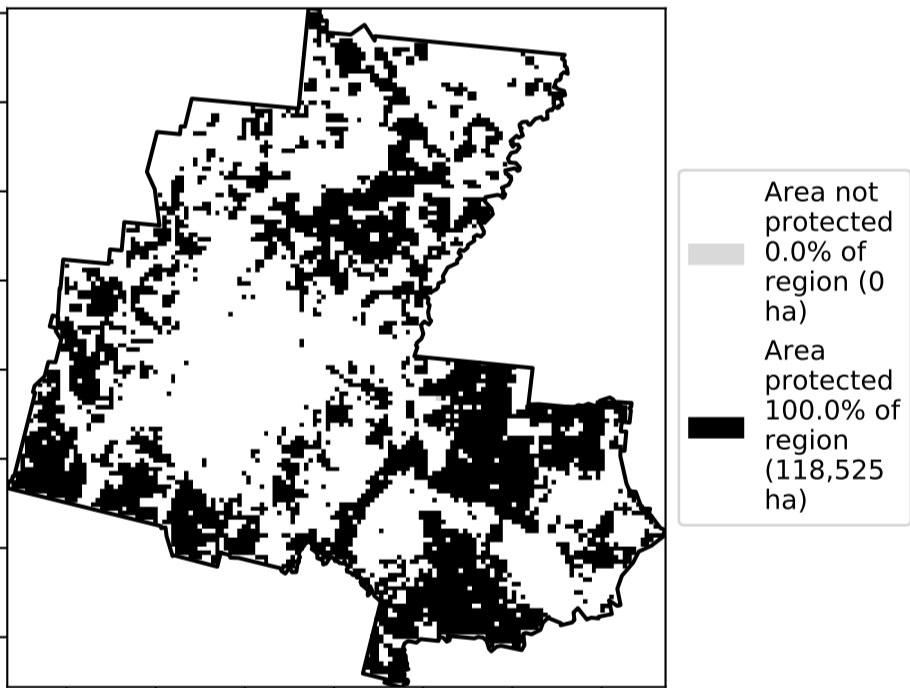 Area not
protected
0.0% of
region (0
ha)
Area
protected
100.0% of
region
(118,525
ha)